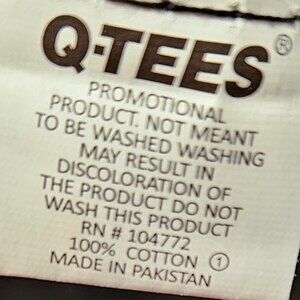 Q-TEES®
PROMOTIONAL
PRODUCT. NOT MEANT
TO BE WASHED WASHING
MAY RESULT IN
DISCOLORATION OF
THE PRODUCT DO NOT
WASH THIS PRODUCT
RN # 104772
100% COTTON ①
MADE IN PAKISTAN